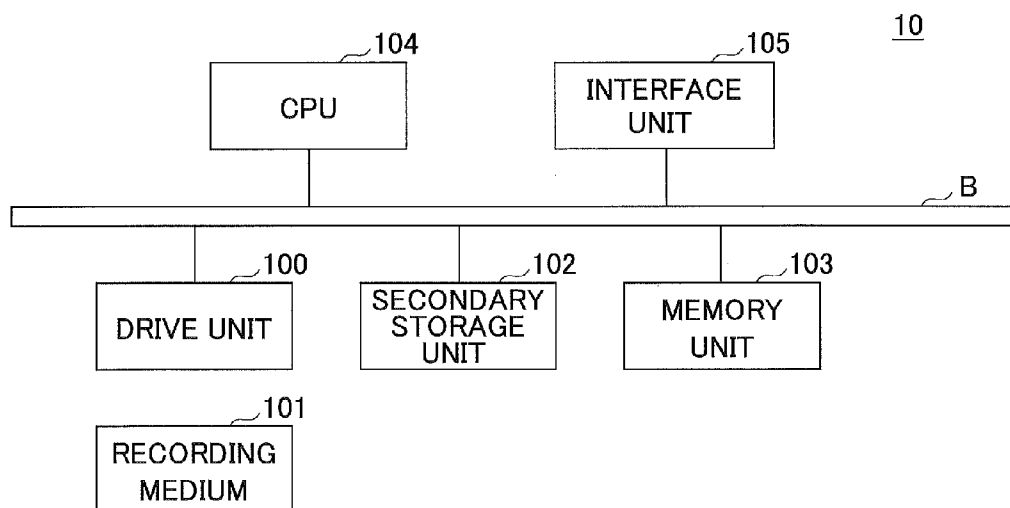 10
104
CPU
105
INTERFACE
UNIT
B
100
DRIVE UNIT
102
SECONDARY
STORAGE
UNIT
103
MEMORY
UNIT
101
RECORDING
MEDIUM